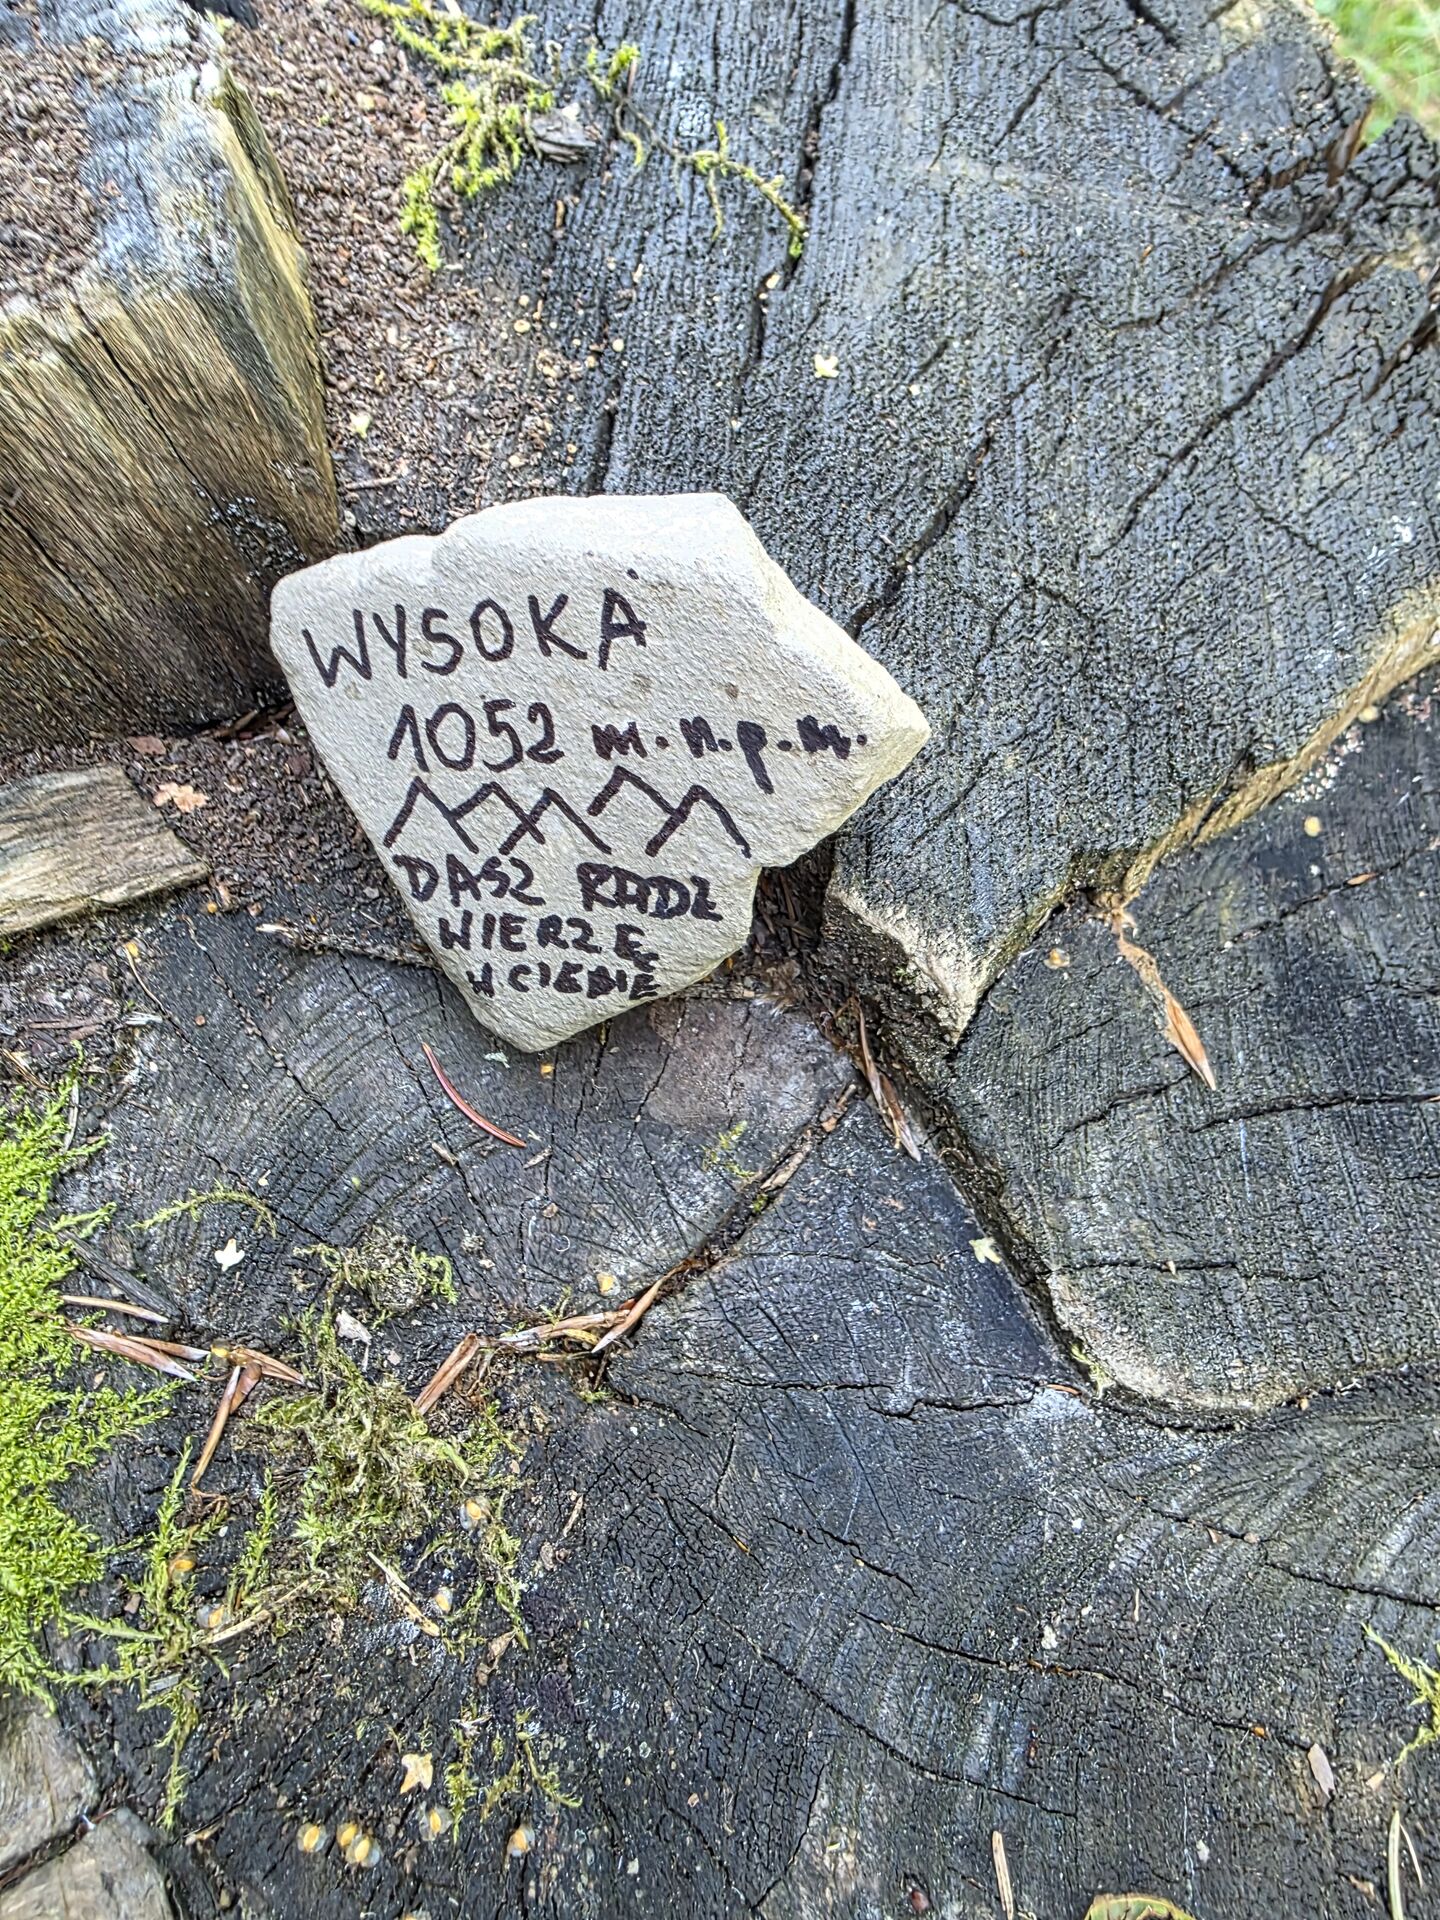 WYSOKA
1052 m.n.p.m.
DASZ RADĘ
WIERZĘ
W CIEBIE